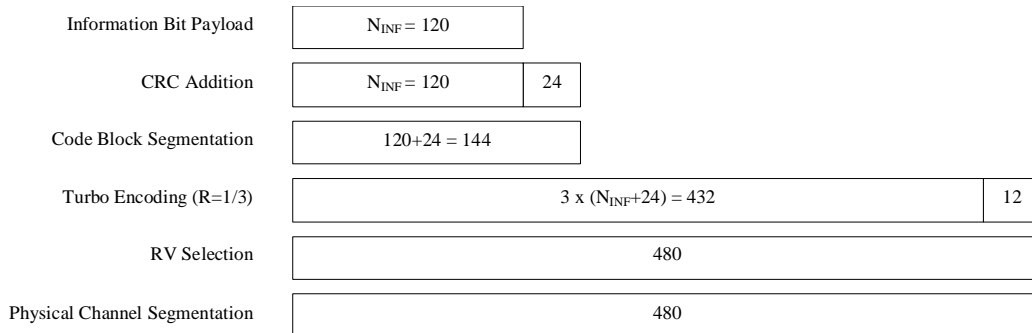 Information Bit Payload
N_INF = 120
CRC Addition
N_INF = 120
24
Code Block Segmentation
120+24 = 144
Turbo Encoding (R=1/3)
3 x (N_INF+24) = 432
12
RV Selection
480
Physical Channel Segmentation
480